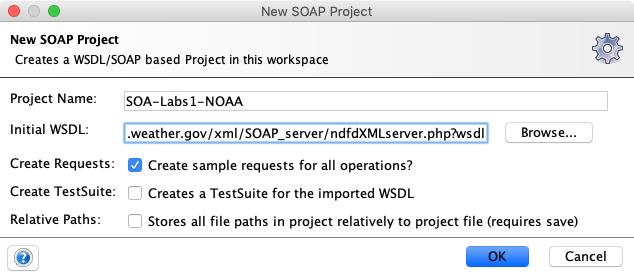 New SOAP Project
New SOAP Project
Creates a WSDL/SOAP based Project in this workspace
Project Name: SOA-Labs1-NOAA
Initial WSDL: .weather.gov/xml/SOAP_server/ndfdXMLserver.php?wsdl Browse...
Create Requests: Create sample requests for all operations?
Create TestSuite: Creates a TestSuite for the imported WSDL
Relative Paths: Stores all file paths in project relatively to project file (requires save)
? OK Cancel